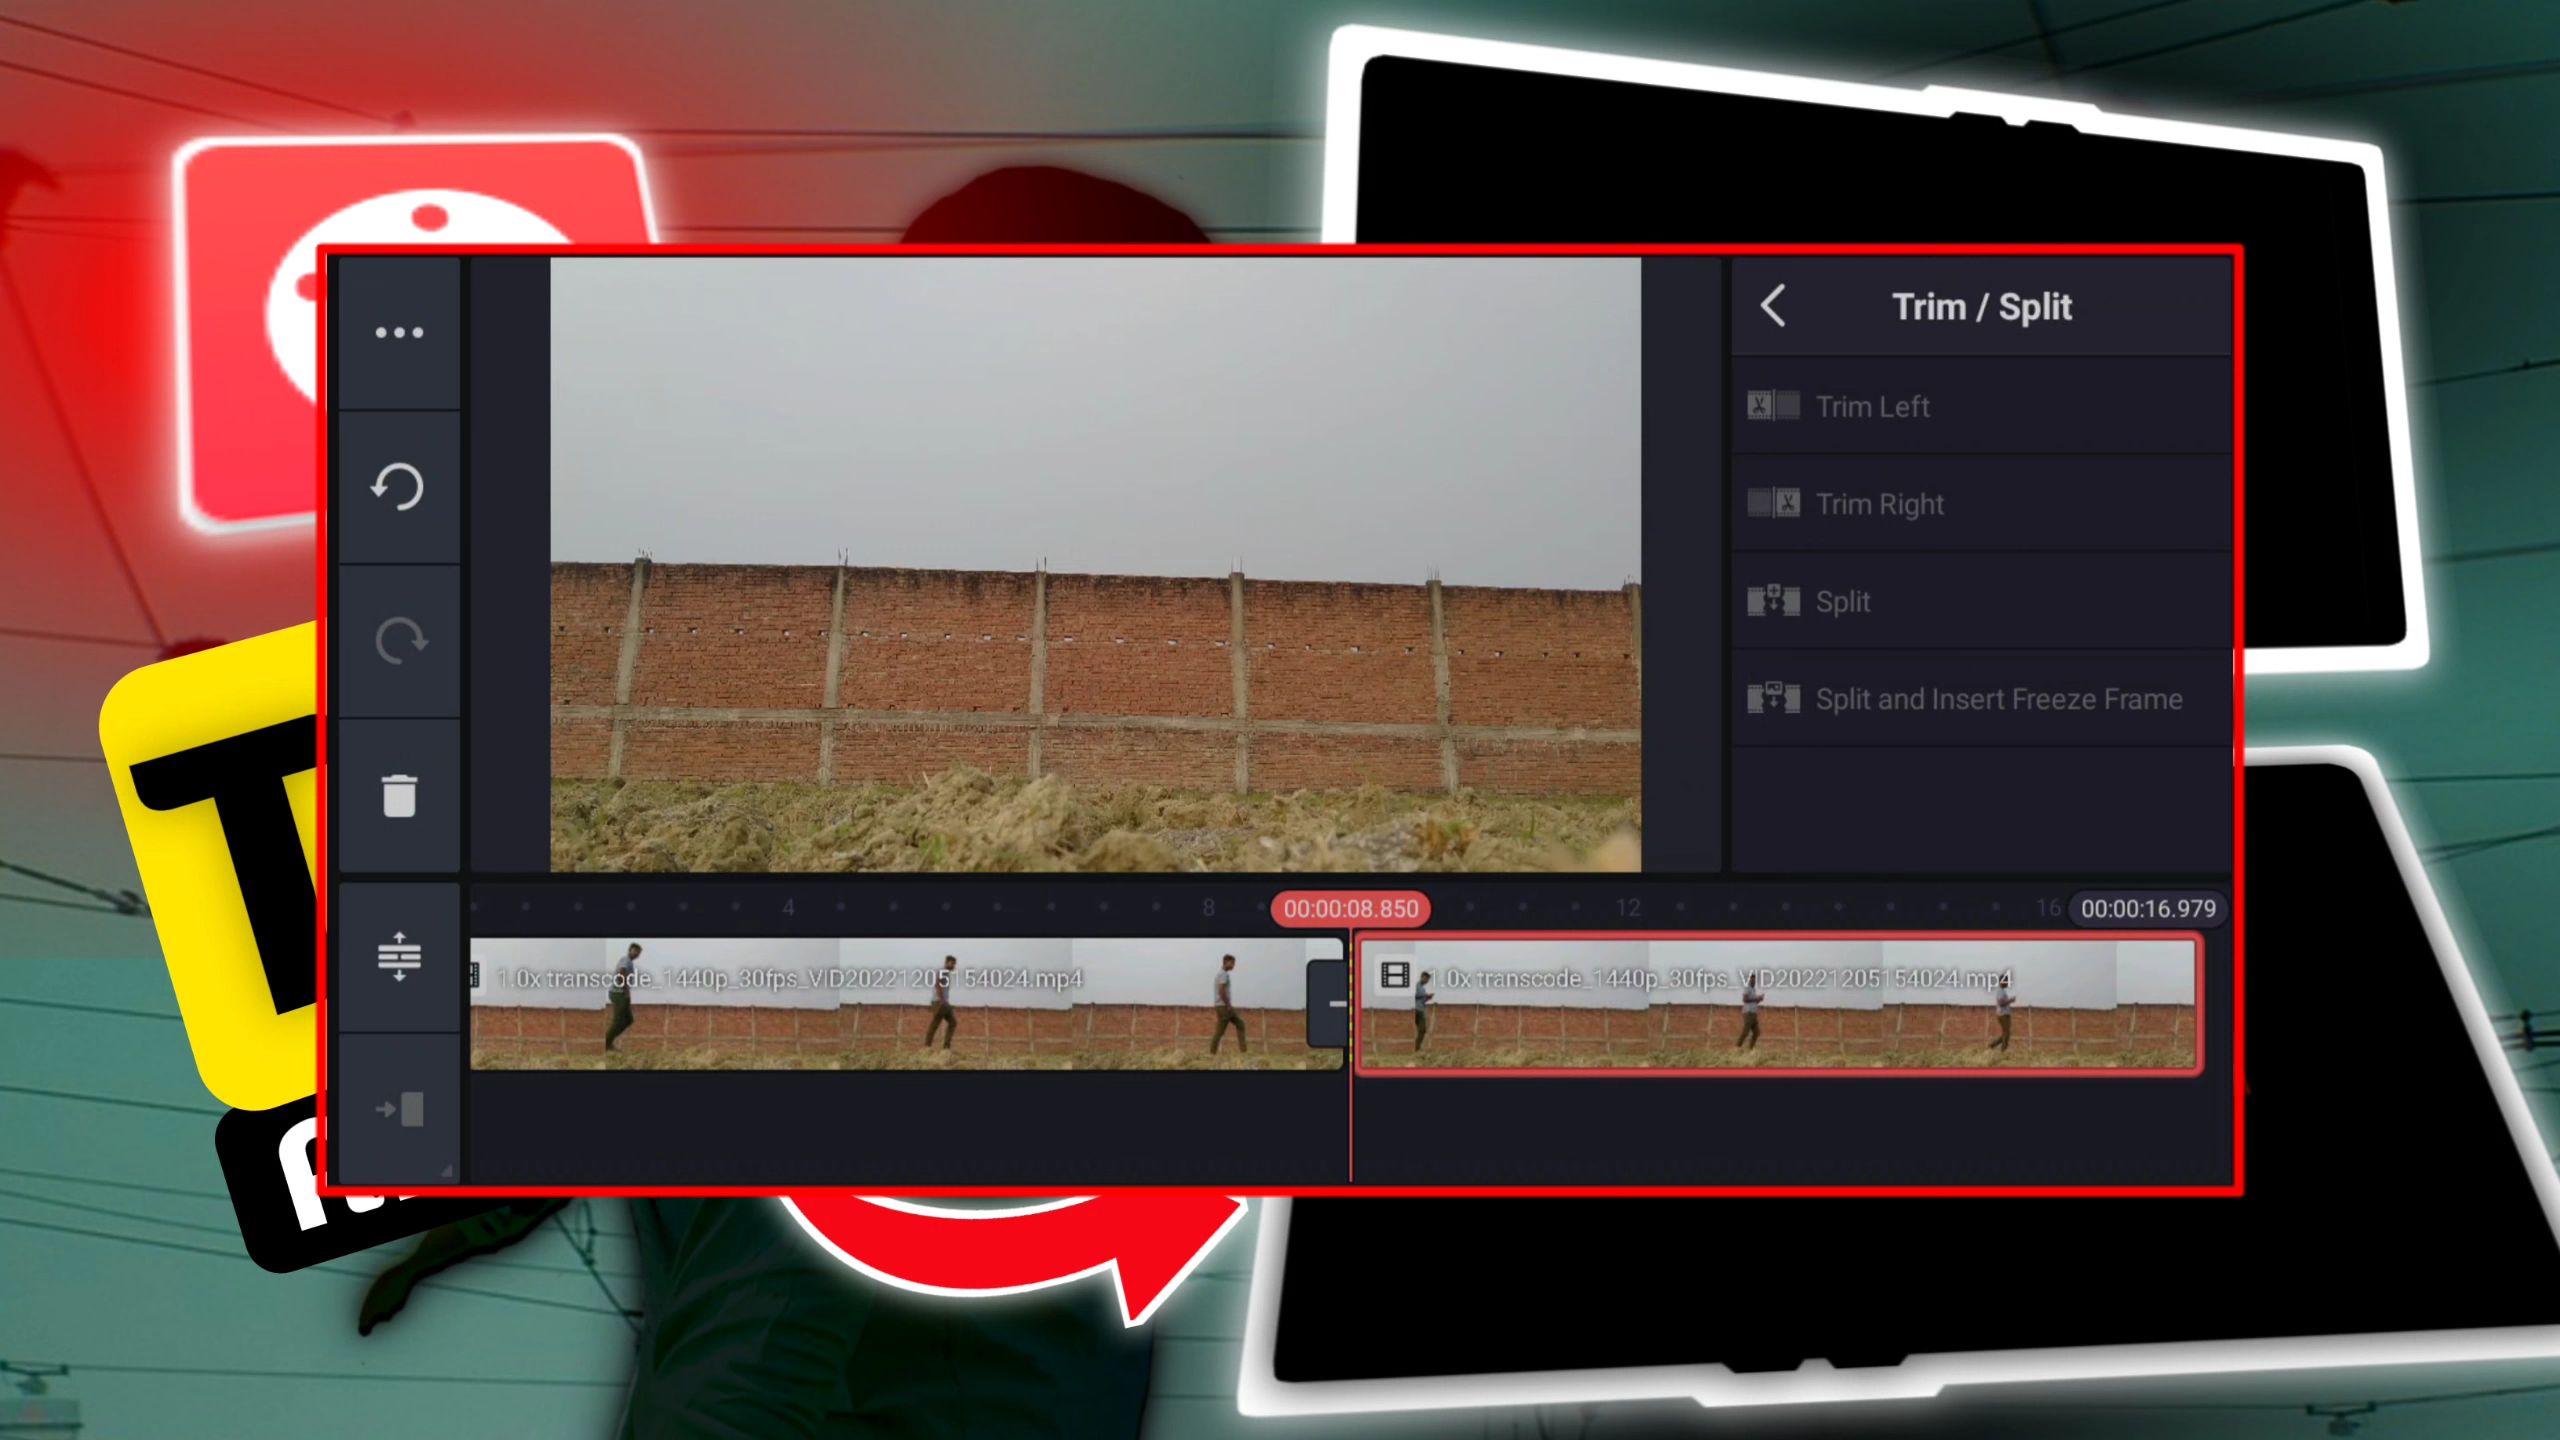 Trim / Split
Trim Left
Trim Right
Split
Split and Insert Freeze Frame
4
8
00:00:08.850
12
16
00:00:16.979
1.0x transcode_1440p_30fps_VID20221205154024.mp4
1.0x transcode_1440p_30fps_VID20221205154024.mp4
T